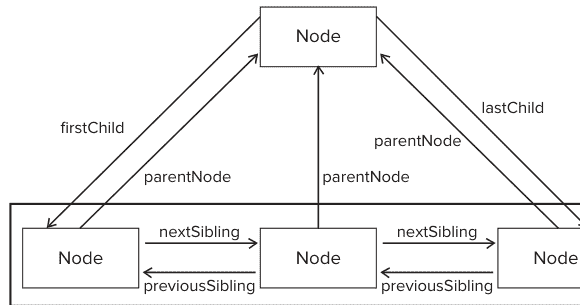 Node
firstChild
lastChild
parentNode
parentNode
parentNode
Node
nextSibling
previousSibling
Node
nextSibling
previousSibling
Node